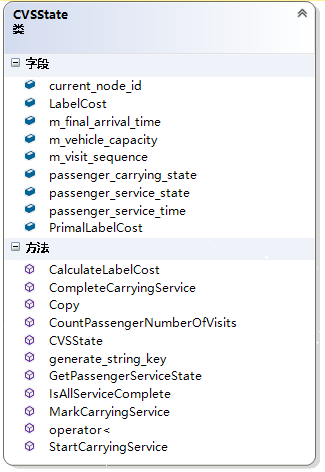 CVSState
类
字段
current_node_id
LabelCost
m_final_arrival_time
m_vehicle_capacity
m_visit_sequence
passenger_carrying_state
passenger_service_state
passenger_service_time
PrimalLabelCost
方法
CalculateLabelCost
CompleteCarryingService
Copy
CountPassengerNumberOfVisits
CVSState
generate_string_key
GetPassengerServiceState
IsAllServiceComplete
MarkCarryingService
operator<
StartCarryingService